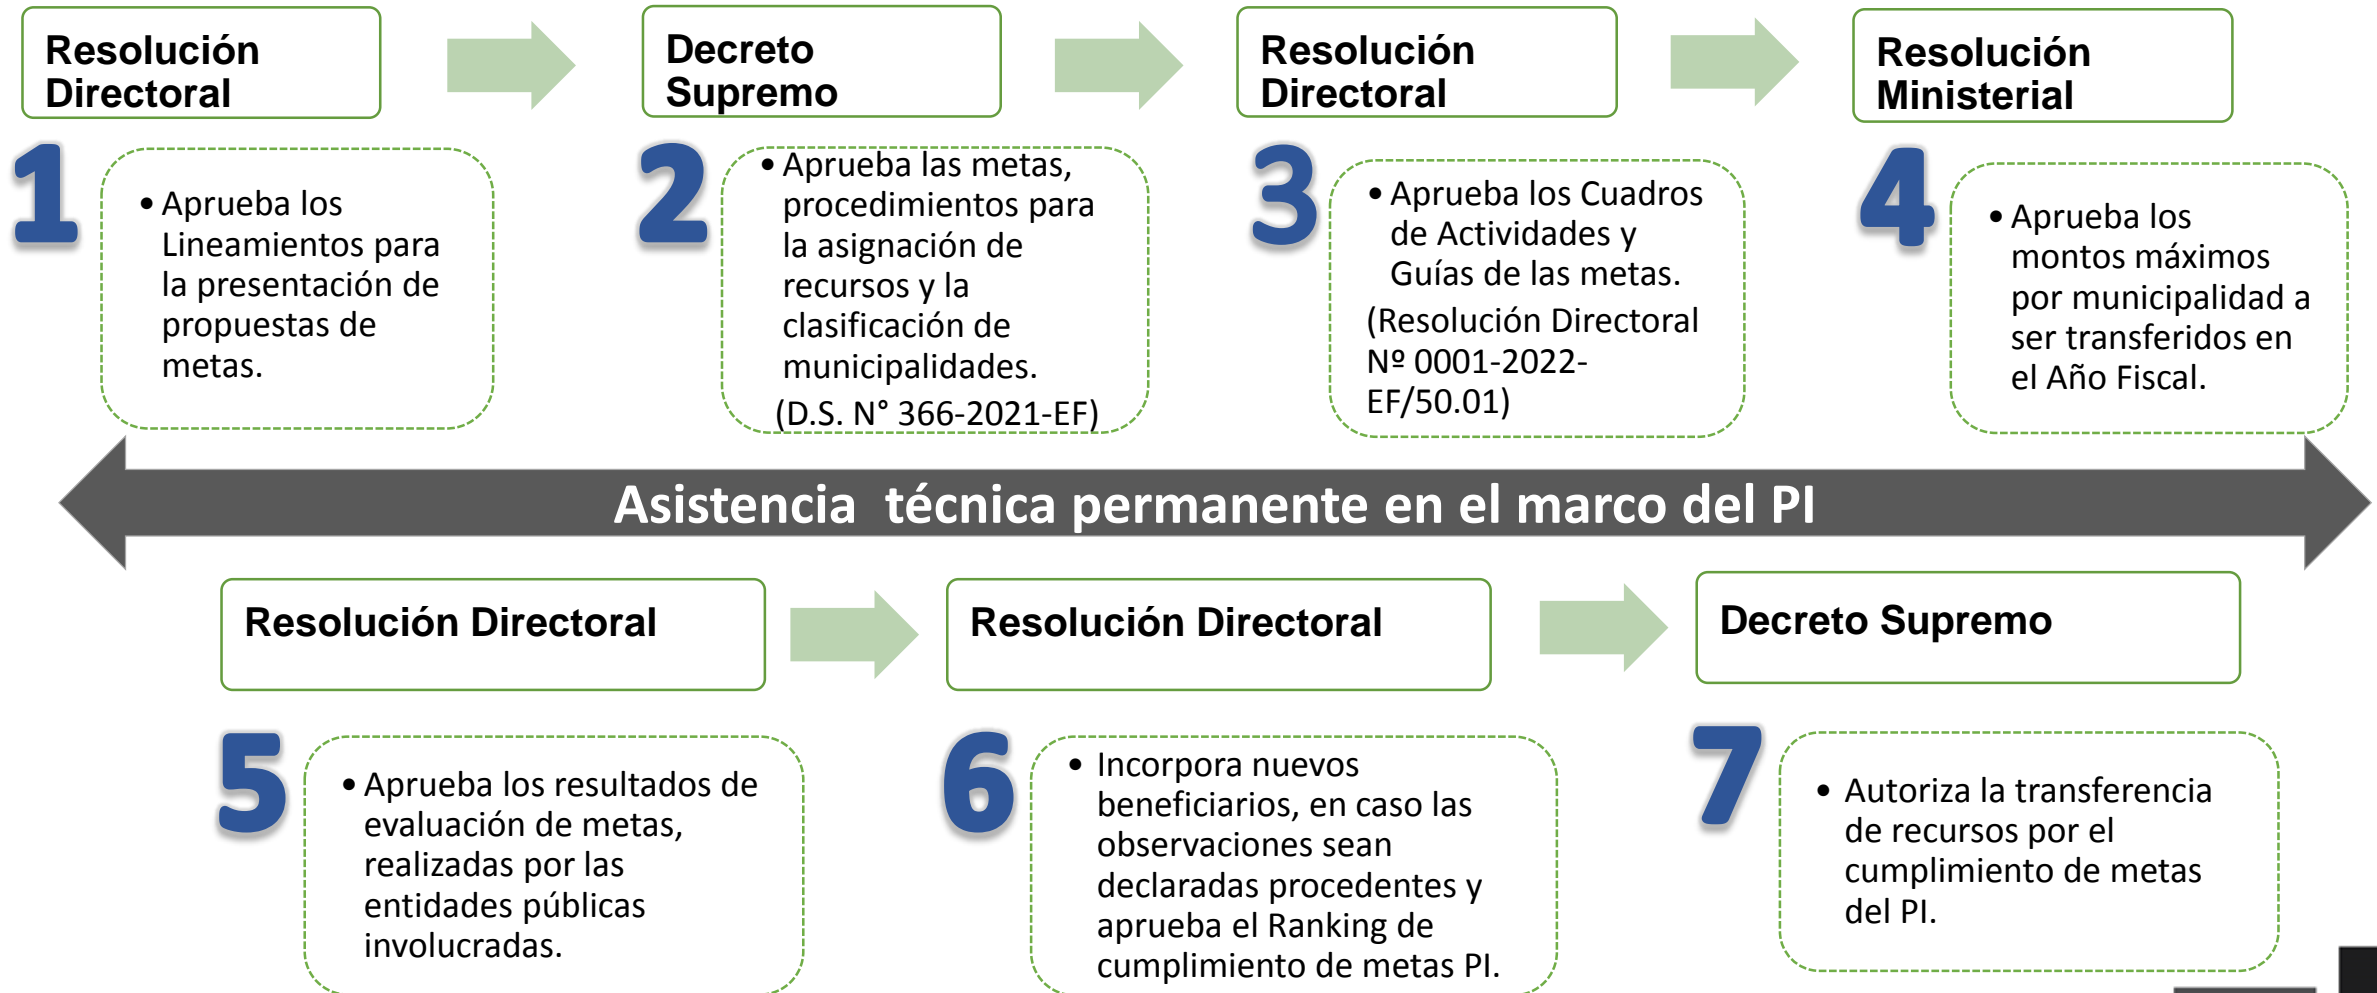 Resolución
Directoral
1
• Aprueba los
Lineamientos para
la presentación de
propuestas de
metas.
Decreto
Supremo
2
• Aprueba las metas,
procedimientos para
la asignación de
recursos y la
clasificación de
municipalidades.
(D.S. N° 366-2021-EF)
Resolución
Directoral
3
• Aprueba los Cuadros
de Actividades y
Guías de las metas.
(Resolución Directoral
Nº 0001-2022-
EF/50.01)
Resolución
Ministerial
4
• Aprueba los
montos máximos
por municipalidad a
ser transferidos en
el Año Fiscal.
Asistencia técnica permanente en el marco del PI
Resolución Directoral
5
• Aprueba los resultados de
evaluación de metas,
realizadas por las
entidades públicas
involucradas.
Resolución Directoral
6
• Incorpora nuevos
beneficiarios, en caso las
observaciones sean
declaradas procedentes y
aprueba el Ranking de
cumplimiento de metas PI.
Decreto Supremo
7
• Autoriza la transferencia
de recursos por el
cumplimiento de metas
del PI.